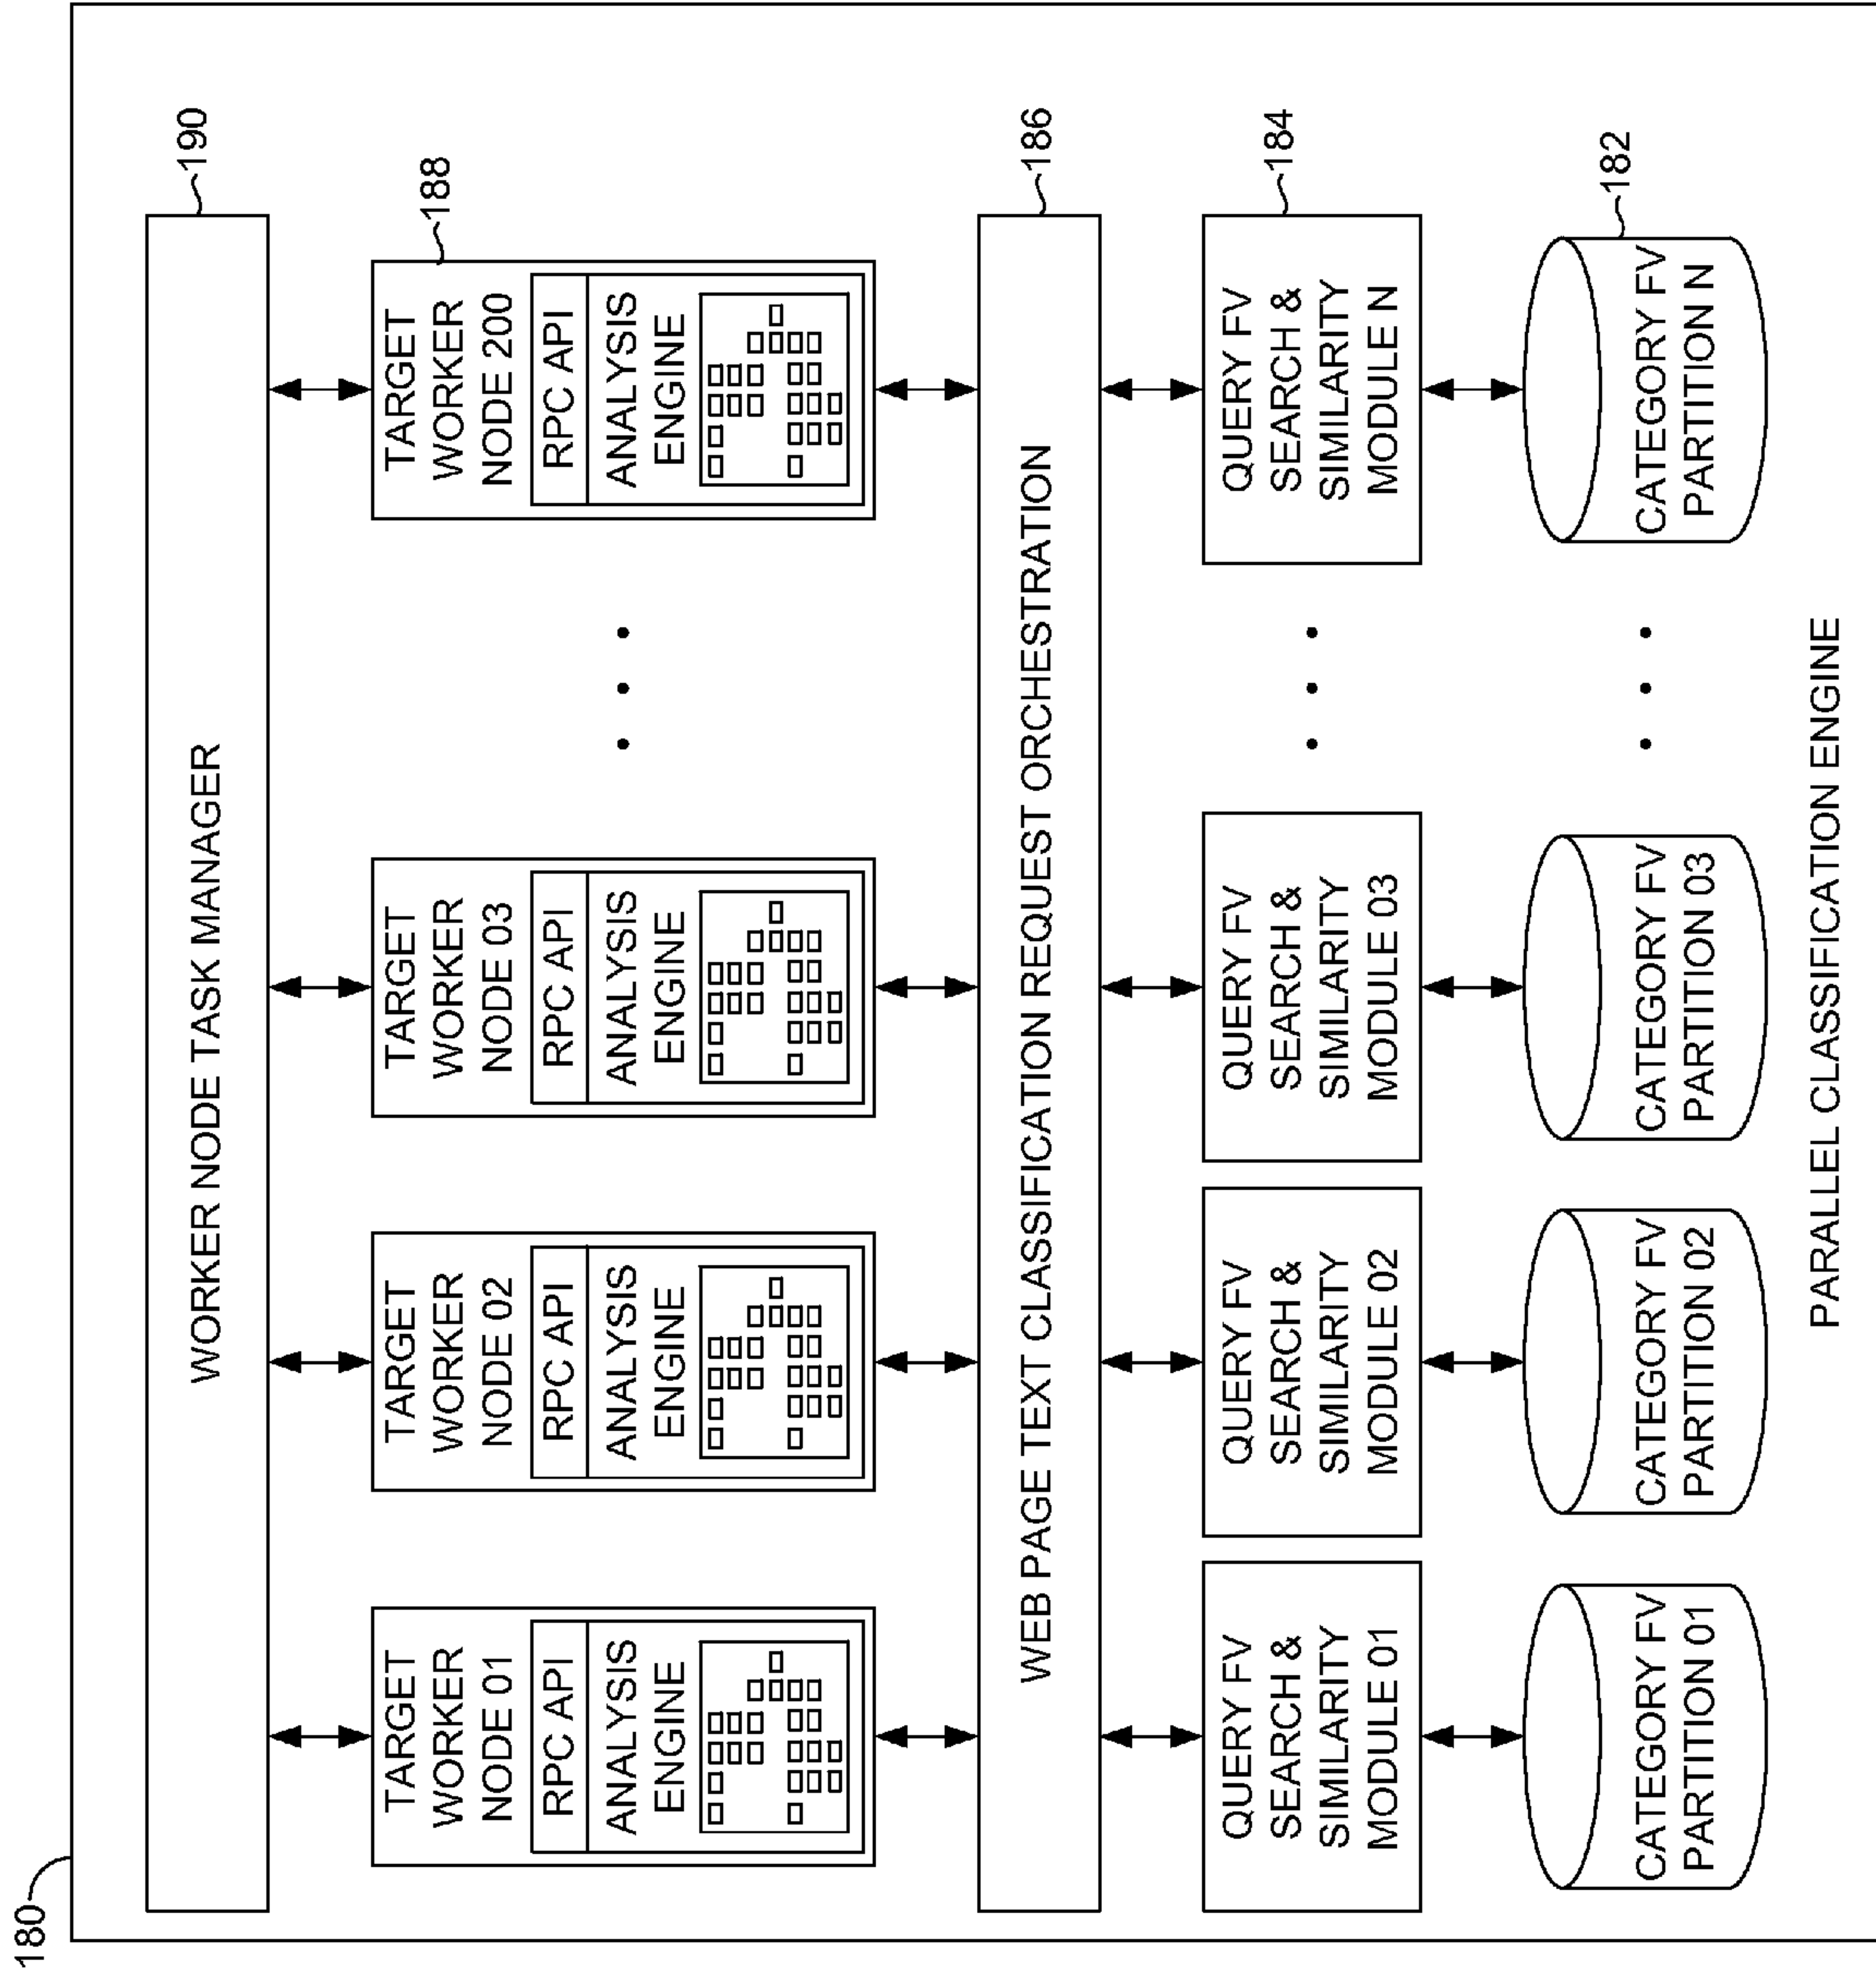 180
WORKER NODE TASK MANAGER
190
TARGET
WORKER
NODE 01
RPC API
ANALYSIS
ENGINE
TARGET
WORKER
NODE 02
RPC API
ANALYSIS
ENGINE
TARGET
WORKER
NODE 03
RPC API
ANALYSIS
ENGINE
TARGET
WORKER
NODE 200
RPC API
ANALYSIS
ENGINE
188
WEB PAGE TEXT CLASSIFICATION REQUEST ORCHESTRATION
186
QUERY FV
SEARCH &
SIMILARITY
MODULE 01
QUERY FV
SEARCH &
SIMILARITY
MODULE 02
QUERY FV
SEARCH &
SIMILARITY
MODULE 03
QUERY FV
SEARCH &
SIMILARITY
MODULE N
184
CATEGORY FV
PARTITION 01
CATEGORY FV
PARTITION 02
CATEGORY FV
PARTITION 03
CATEGORY FV
PARTITION N
182
PARALLEL CLASSIFICATION ENGINE